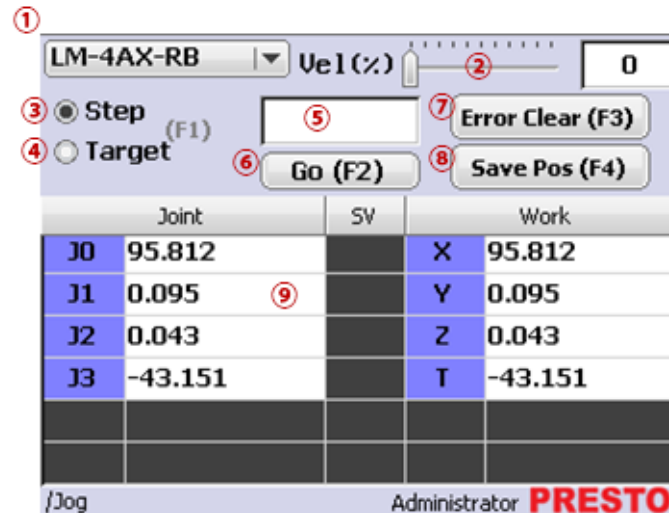 ①
LM-4AX-RB Vel(%) ② 0
③ Step (F1) ⑤ ⑦ Error Clear (F3)
④ Target ⑥ Go (F2) ⑧ Save Pos (F4)
Joint SV Work
J0 95.812 X 95.812
J1 0.095 ⑨ Y 0.095
J2 0.043 Z 0.043
J3 -43.151 T -43.151
/Jog Administrator PRESTO